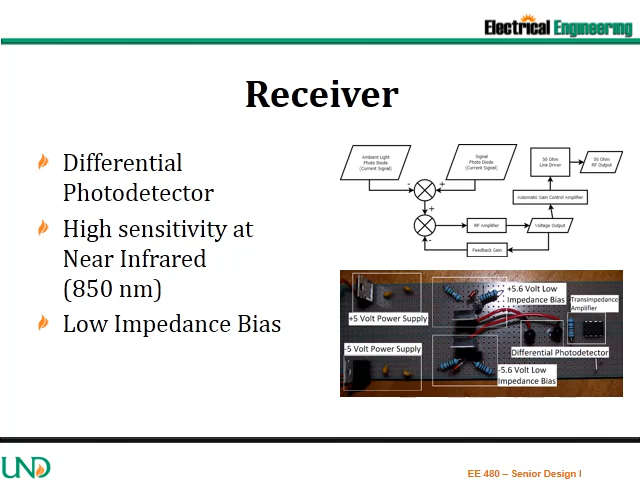 Electrical Engineering
Receiver
Differential
Photodetector
High sensitivity at
Near Infrared
(850 nm)
Low Impedance Bias
Ambient Light
Photo Diode
(Current Signal)
Signal
Photo Diode
(Current Signal)
50 Ohm
Line Driver
50 Ohm
RF Output
- +
Automatic Gain Control Amplifier
+
RF Amplifier
Voltage Output
-
Feedback Gain
+5 Volt Power Supply
+5.6 Volt Low
Impedance Bias
Transimpedance
Amplifier
-5 Volt Power Supply
Differential Photodetector
-5.6 Volt Low
Impedance Bias
UND
EE 480 – Senior Design I